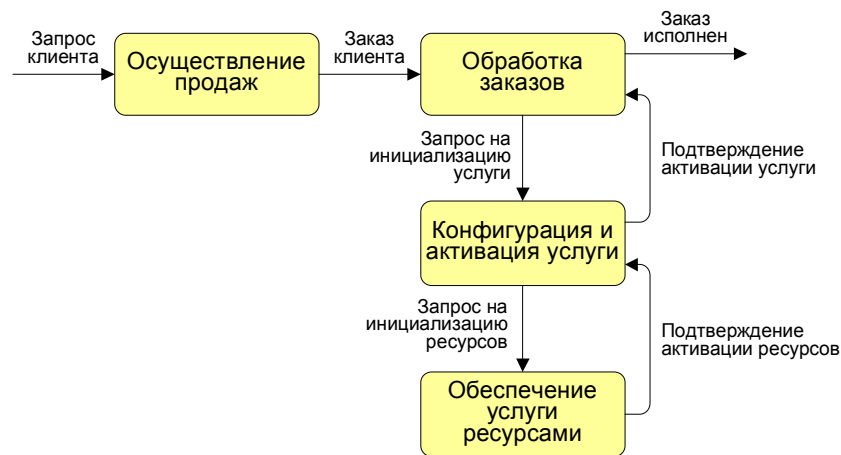 Запрос
клиента
Осуществление
продаж
Заказ
клиента
Обработка
заказов
Заказ
исполнен
Запрос на
инициализацию
услуги
Подтверждение
активации услуги
Конфигурация и
активация услуги
Запрос на
инициализацию
ресурсов
Подтверждение
активации ресурсов
Обеспечение
услуги
ресурсами